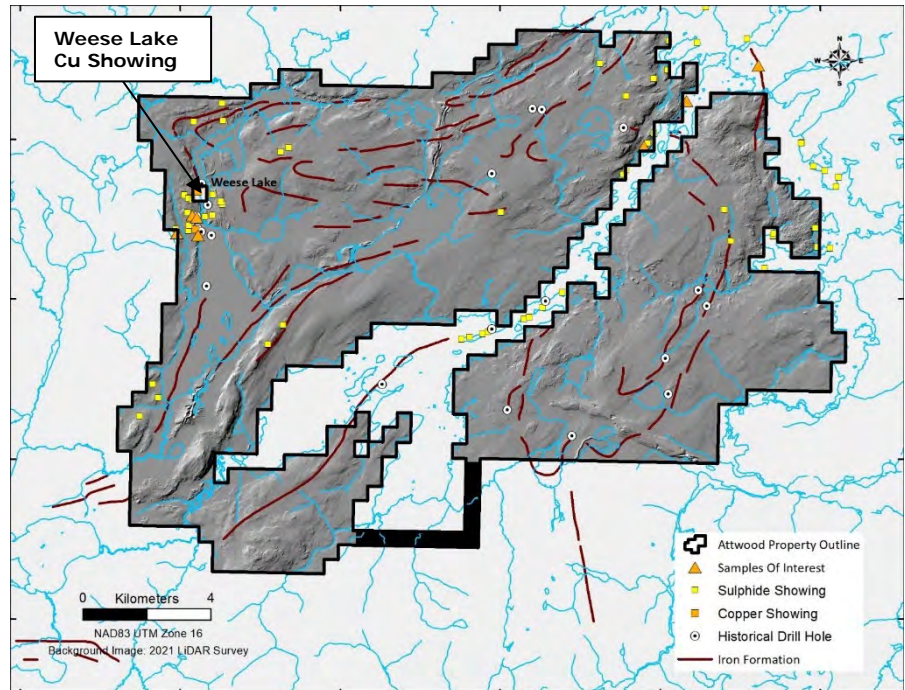 Weese Lake
Cu Showing
N
W E
S
Weese Lake
0 Kilometers 4
NAD83 UTM Zone 16
Background Image: 2021 LiDAR Survey
Attwood Property Outline
Samples Of Interest
Sulphide Showing
Copper Showing
Historical Drill Hole
Iron Formation